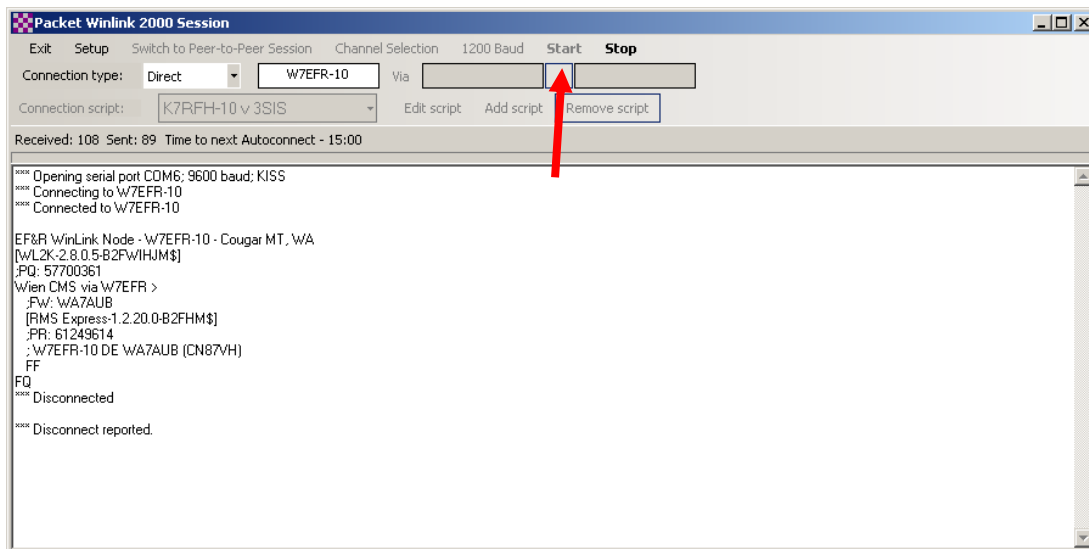 Packet Winlink 2000 Session
Exit Setup Switch to Peer-to-Peer Session Channel Selection 1200 Baud Start Stop
Connection type: Direct W7EFR-10 Via
Connection script: K7RFH-10 v 3SIS Edit script Add script Remove script
Received: 108 Sent: 89 Time to next Autoconnect - 15:00
*** Opening serial port COM6; 9600 baud; KISS
*** Connecting to W7EFR-10
*** Connected to W7EFR-10
EF&R WinLink Node - W7EFR-10 - Cougar MT, WA
[WL2K-2.8.0.5-B2FWIHJM$]
;PQ: 57700361
Wien CMS via W7EFR >
;FW: WA7AUB
[RMS Express-1.2.20.0-B2FHM$]
;PR: 61249614
; W7EFR-10 DE WA7AUB (CN87VH)
FF
FQ
*** Disconnected
*** Disconnect reported.